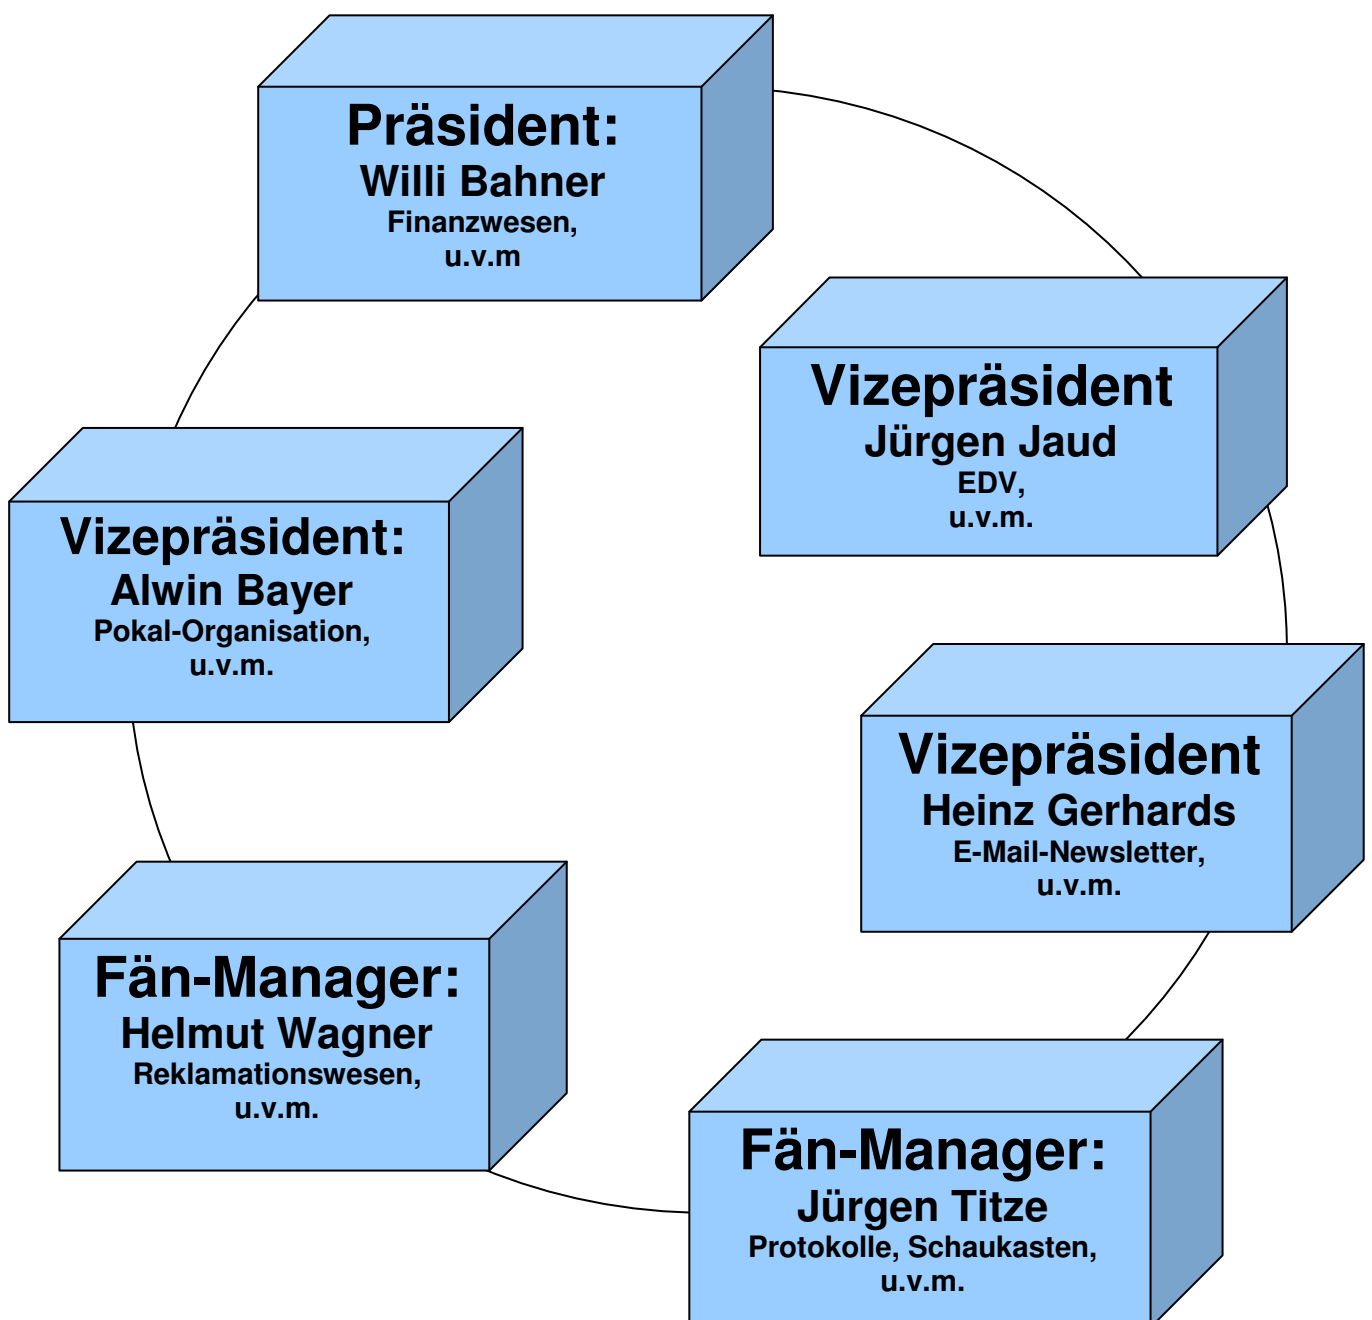 Präsident:
Willi Bahner
Finanzwesen,
u.v.m
Vizepräsident
Jürgen Jaud
EDV,
u.v.m.
Vizepräsident:
Alwin Bayer
Pokal-Organisation,
u.v.m.
Vizepräsident
Heinz Gerhards
E-Mail-Newsletter,
u.v.m.
Fän-Manager:
Helmut Wagner
Reklamationswesen,
u.v.m.
Fän-Manager:
Jürgen Titze
Protokolle, Schaukasten,
u.v.m.